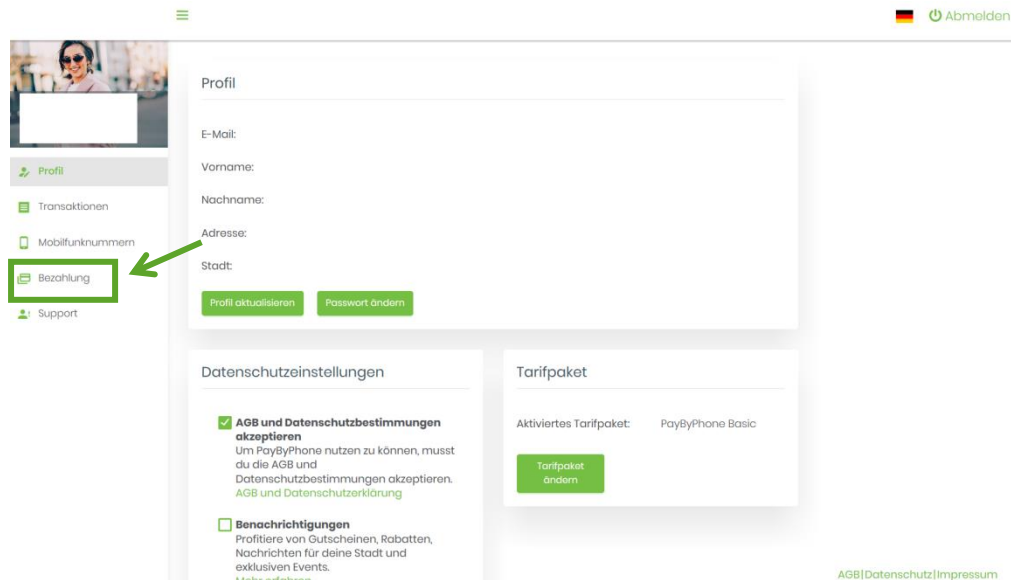 Abmelden
Profil
Transaktionen
Mobilfunknummern
Bezahlung
Support
Profil
E-Mail:
Vorname:
Nachname:
Adresse:
Stadt:
Profil aktualisieren
Passwort ändern
Datenschutzeinstellungen
AGB und Datenschutzbestimmungen
akzeptieren
Um PayByPhone nutzen zu können, musst
du die AGB und
Datenschutzbestimmungen akzeptieren.
AGB und Datenschutzerklärung
Benachrichtigungen
Profitiere von Gutscheinen, Rabatten,
Nachrichten für deine Stadt und
exklusiven Events.
Mehr erfahren
Tarifpaket
Aktiviertes Tarifpaket: PayByPhone Basic
Tarifpaket
ändern
AGB|Datenschutz|Impressum